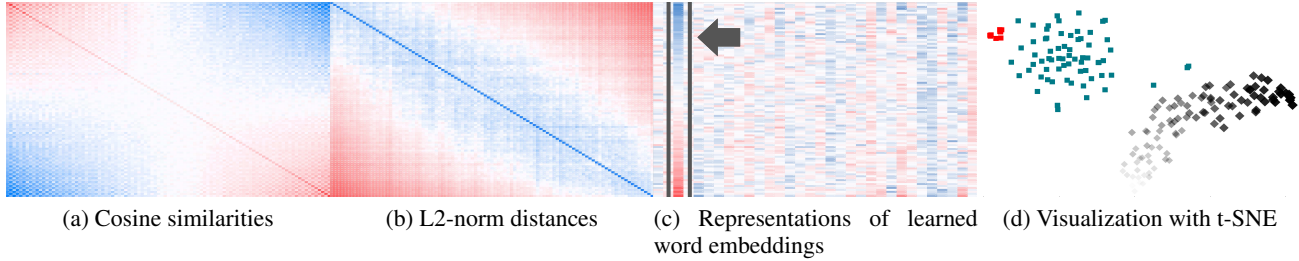 (a) Cosine similarities
(b) L2-norm distances
(c) Representations of learned
word embeddings
(d) Visualization with t-SNE